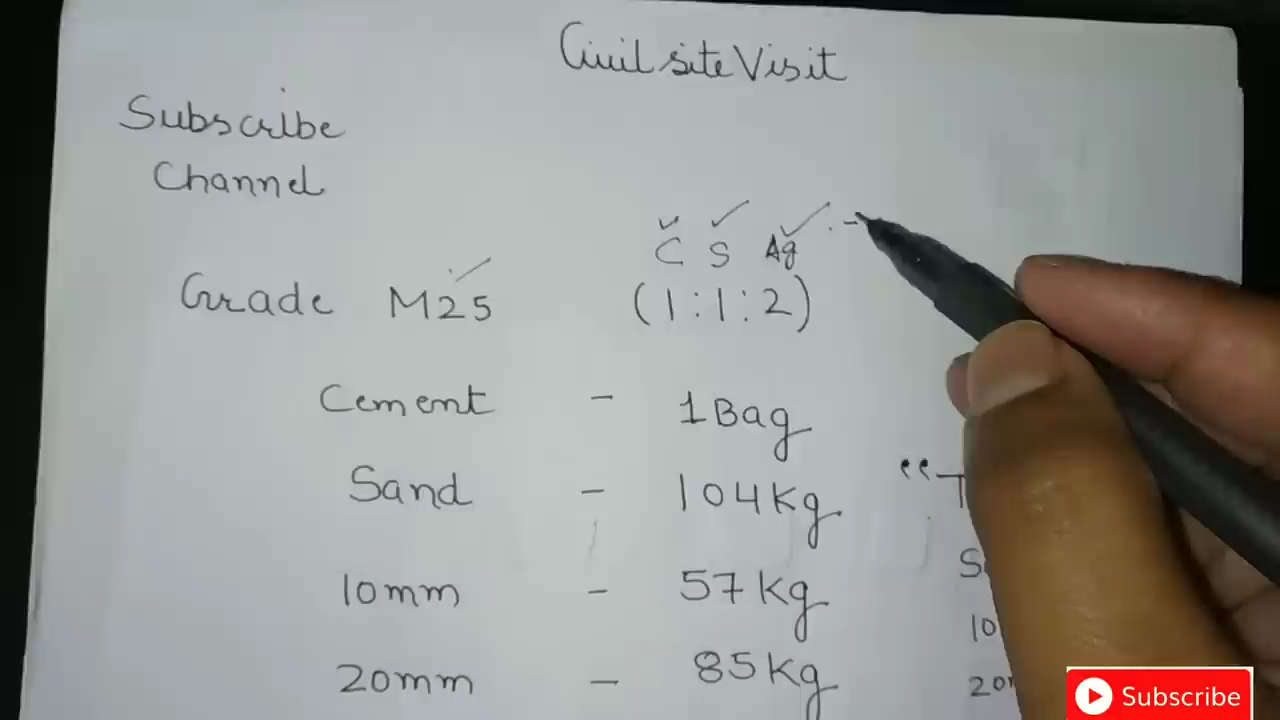 Civil site Visit
Subscribe
Channel
C S Ag
Grade M25 (1:1:2)
Cement - 1Bag
Sand - 104Kg
10mm - 57kg
20mm - 85kg
Subscribe